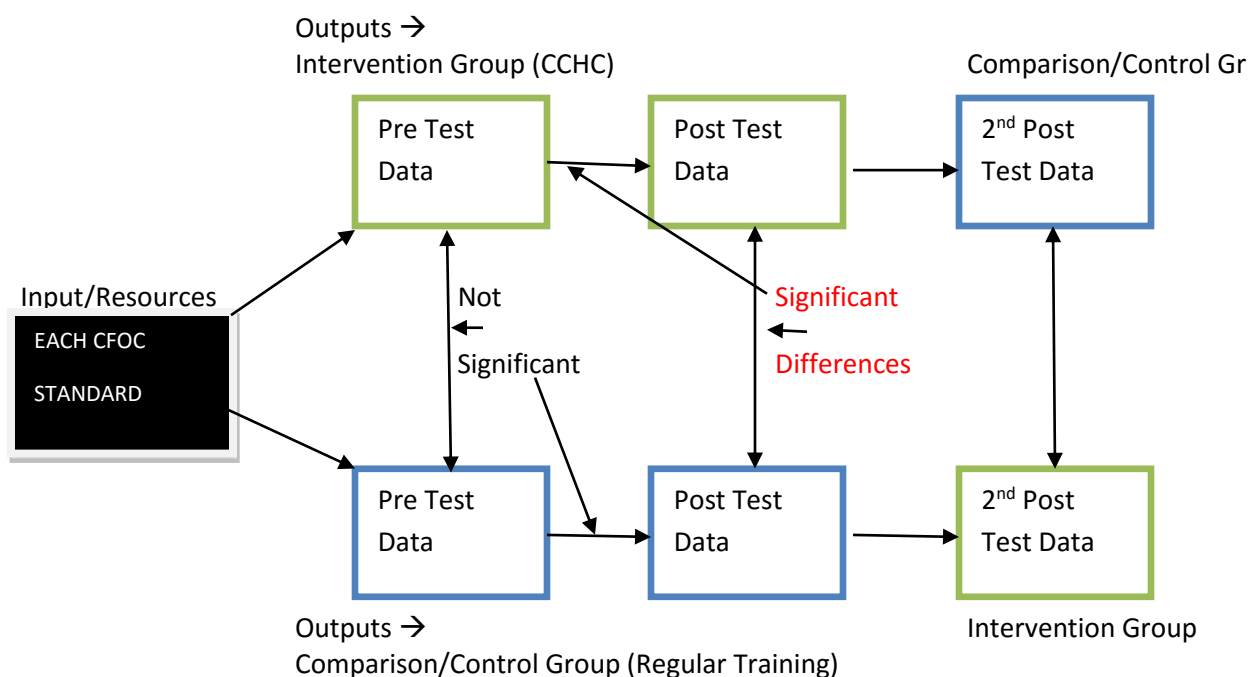 Outputs →
Intervention Group (CCHC)
Comparison/Control Gr
Pre Test
Data
Post Test
Data
2nd Post
Test Data
Input/Resources
EACH CFOC
STANDARD
Not
Significant
Significant
Differences
Pre Test
Data
Post Test
Data
2nd Post
Test Data
Outputs →
Comparison/Control Group (Regular Training)
Intervention Group